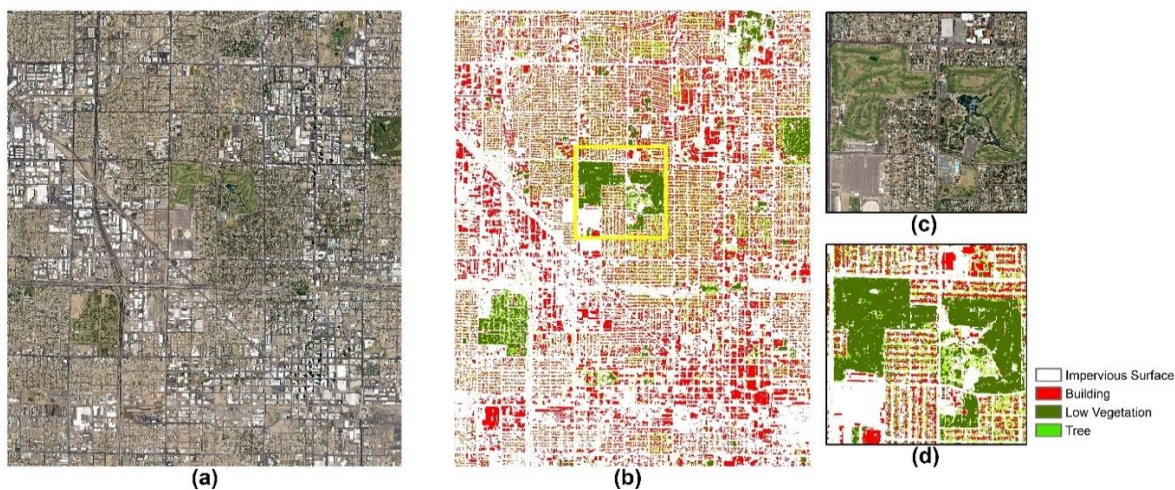 (a)
(b)
(c)
(d)
Impervious Surface
Building
Low Vegetation
Tree